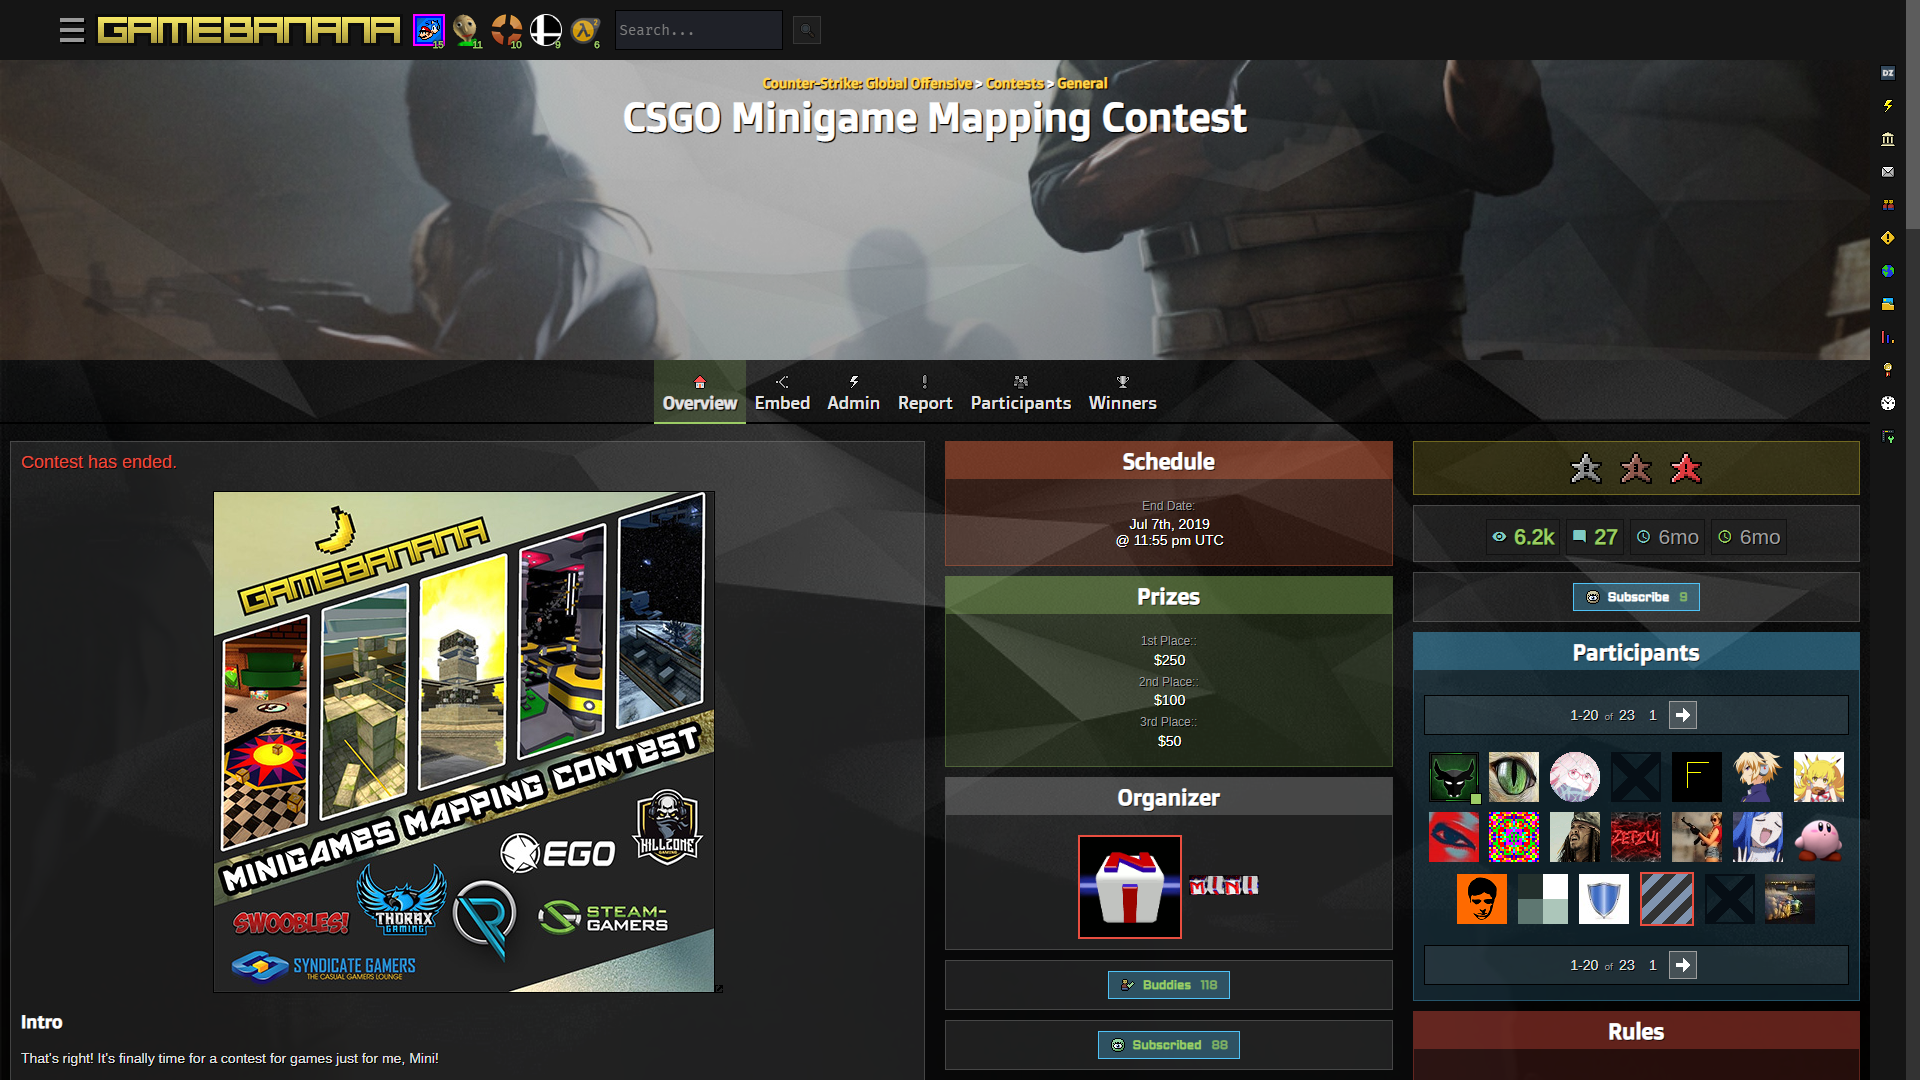 GAMEBANANA
15
11
10
9
6
Search...
Counter-Strike: Global Offensive > Contests > General
CSGO Minigame Mapping Contest
Overview
Embed
Admin
Report
Participants
Winners
Contest has ended.
GAMEBANANA
MINIGAMES MAPPING CONTEST
EGO
KILLZONE
GAMING
SWOOBLES!
THORAX
GAMING
STEAM-
GAMERS
SYNDICATE GAMERS
THE CASUAL GAMERS LOUNGE
Intro
That's right! It's finally time for a contest for games just for me, Mini!
Schedule
End Date:
Jul 7th, 2019
@ 11:55 pm UTC
Prizes
1st Place::
$250
2nd Place::
$100
3rd Place::
$50
Organizer
MINI
Buddies 118
Subscribed 88
6.2k
27
6mo
6mo
Subscribe 9
Participants
1-20 of 23 1
F
ZETZUI
1-20 of 23 1
Rules
DZ